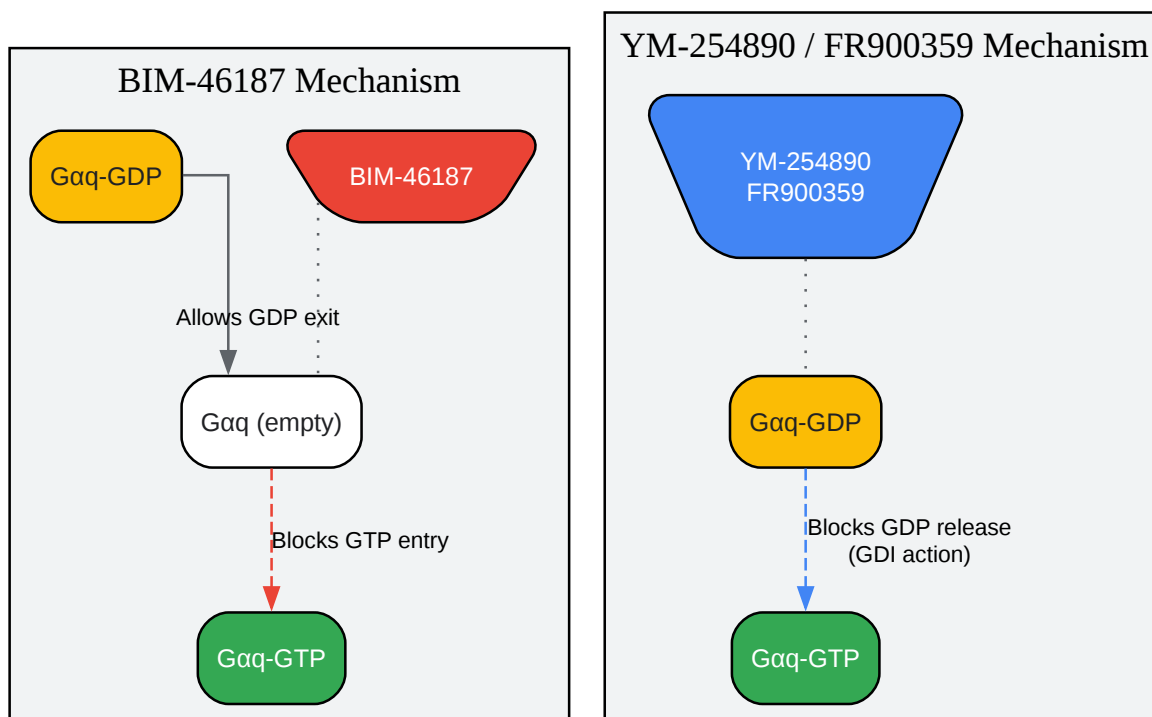 BIM-46187 Mechanism
Gαq-GDP
BIM-46187
Allows GDP exit
Gαq (empty)
Blocks GTP entry
Gαq-GTP
YM-254890 / FR900359 Mechanism
YM-254890
FR900359
Gαq-GDP
Blocks GDP release
(GDI action)
Gαq-GTP